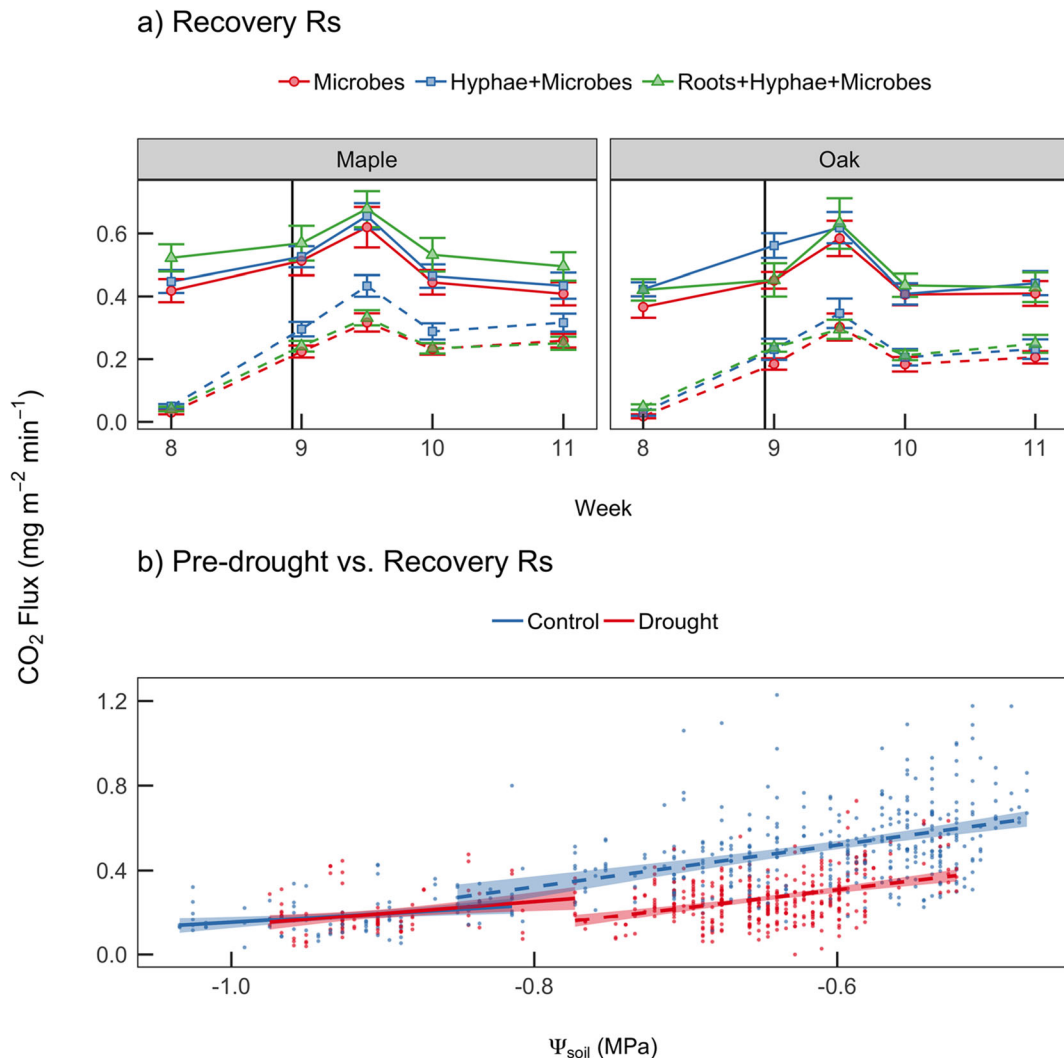 a) Recovery Rs
Microbes Hyphae+Microbes Roots+Hyphae+Microbes
Maple Oak
0.6
0.4
0.2
0.0
8 9 10 11 8 9 10 11
Week
CO₂ Flux (mg m⁻² min⁻¹)
b) Pre-drought vs. Recovery Rs
Control Drought
1.2
0.8
0.4
0.0
-1.0 -0.8 -0.6
Ψsoil (MPa)